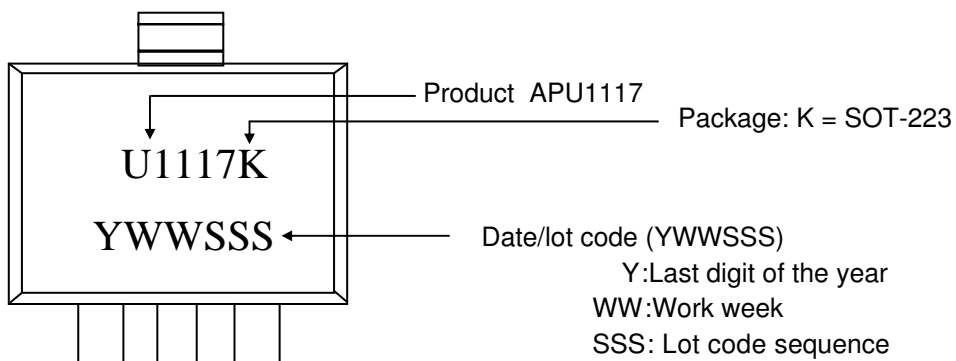 Product APU1117
Package: K = SOT-223
U1117K
YWWSSS
Date/lot code (YWWSSS)
Y:Last digit of the year
WW:Work week
SSS: Lot code sequence